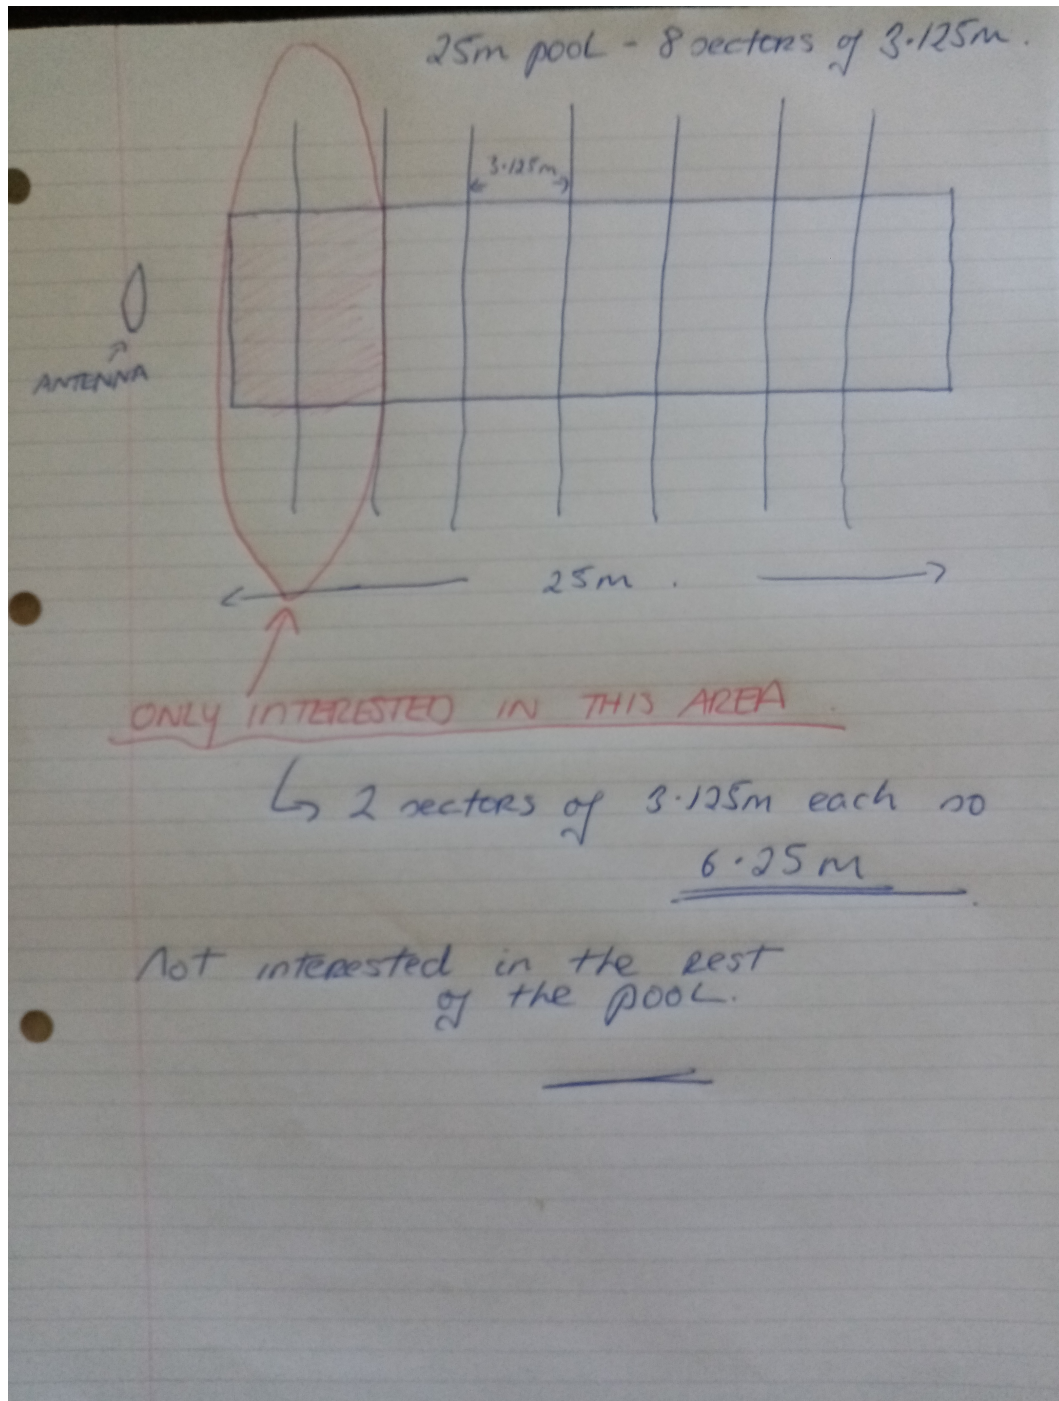 25m pool - 8 sectors of 3.125m.
3.125m
ANTENNA
25m.
ONLY INTERESTED IN THIS AREA.
2 sectors of 3.125m each so
6.25m
Not interested in the rest
of the pool.